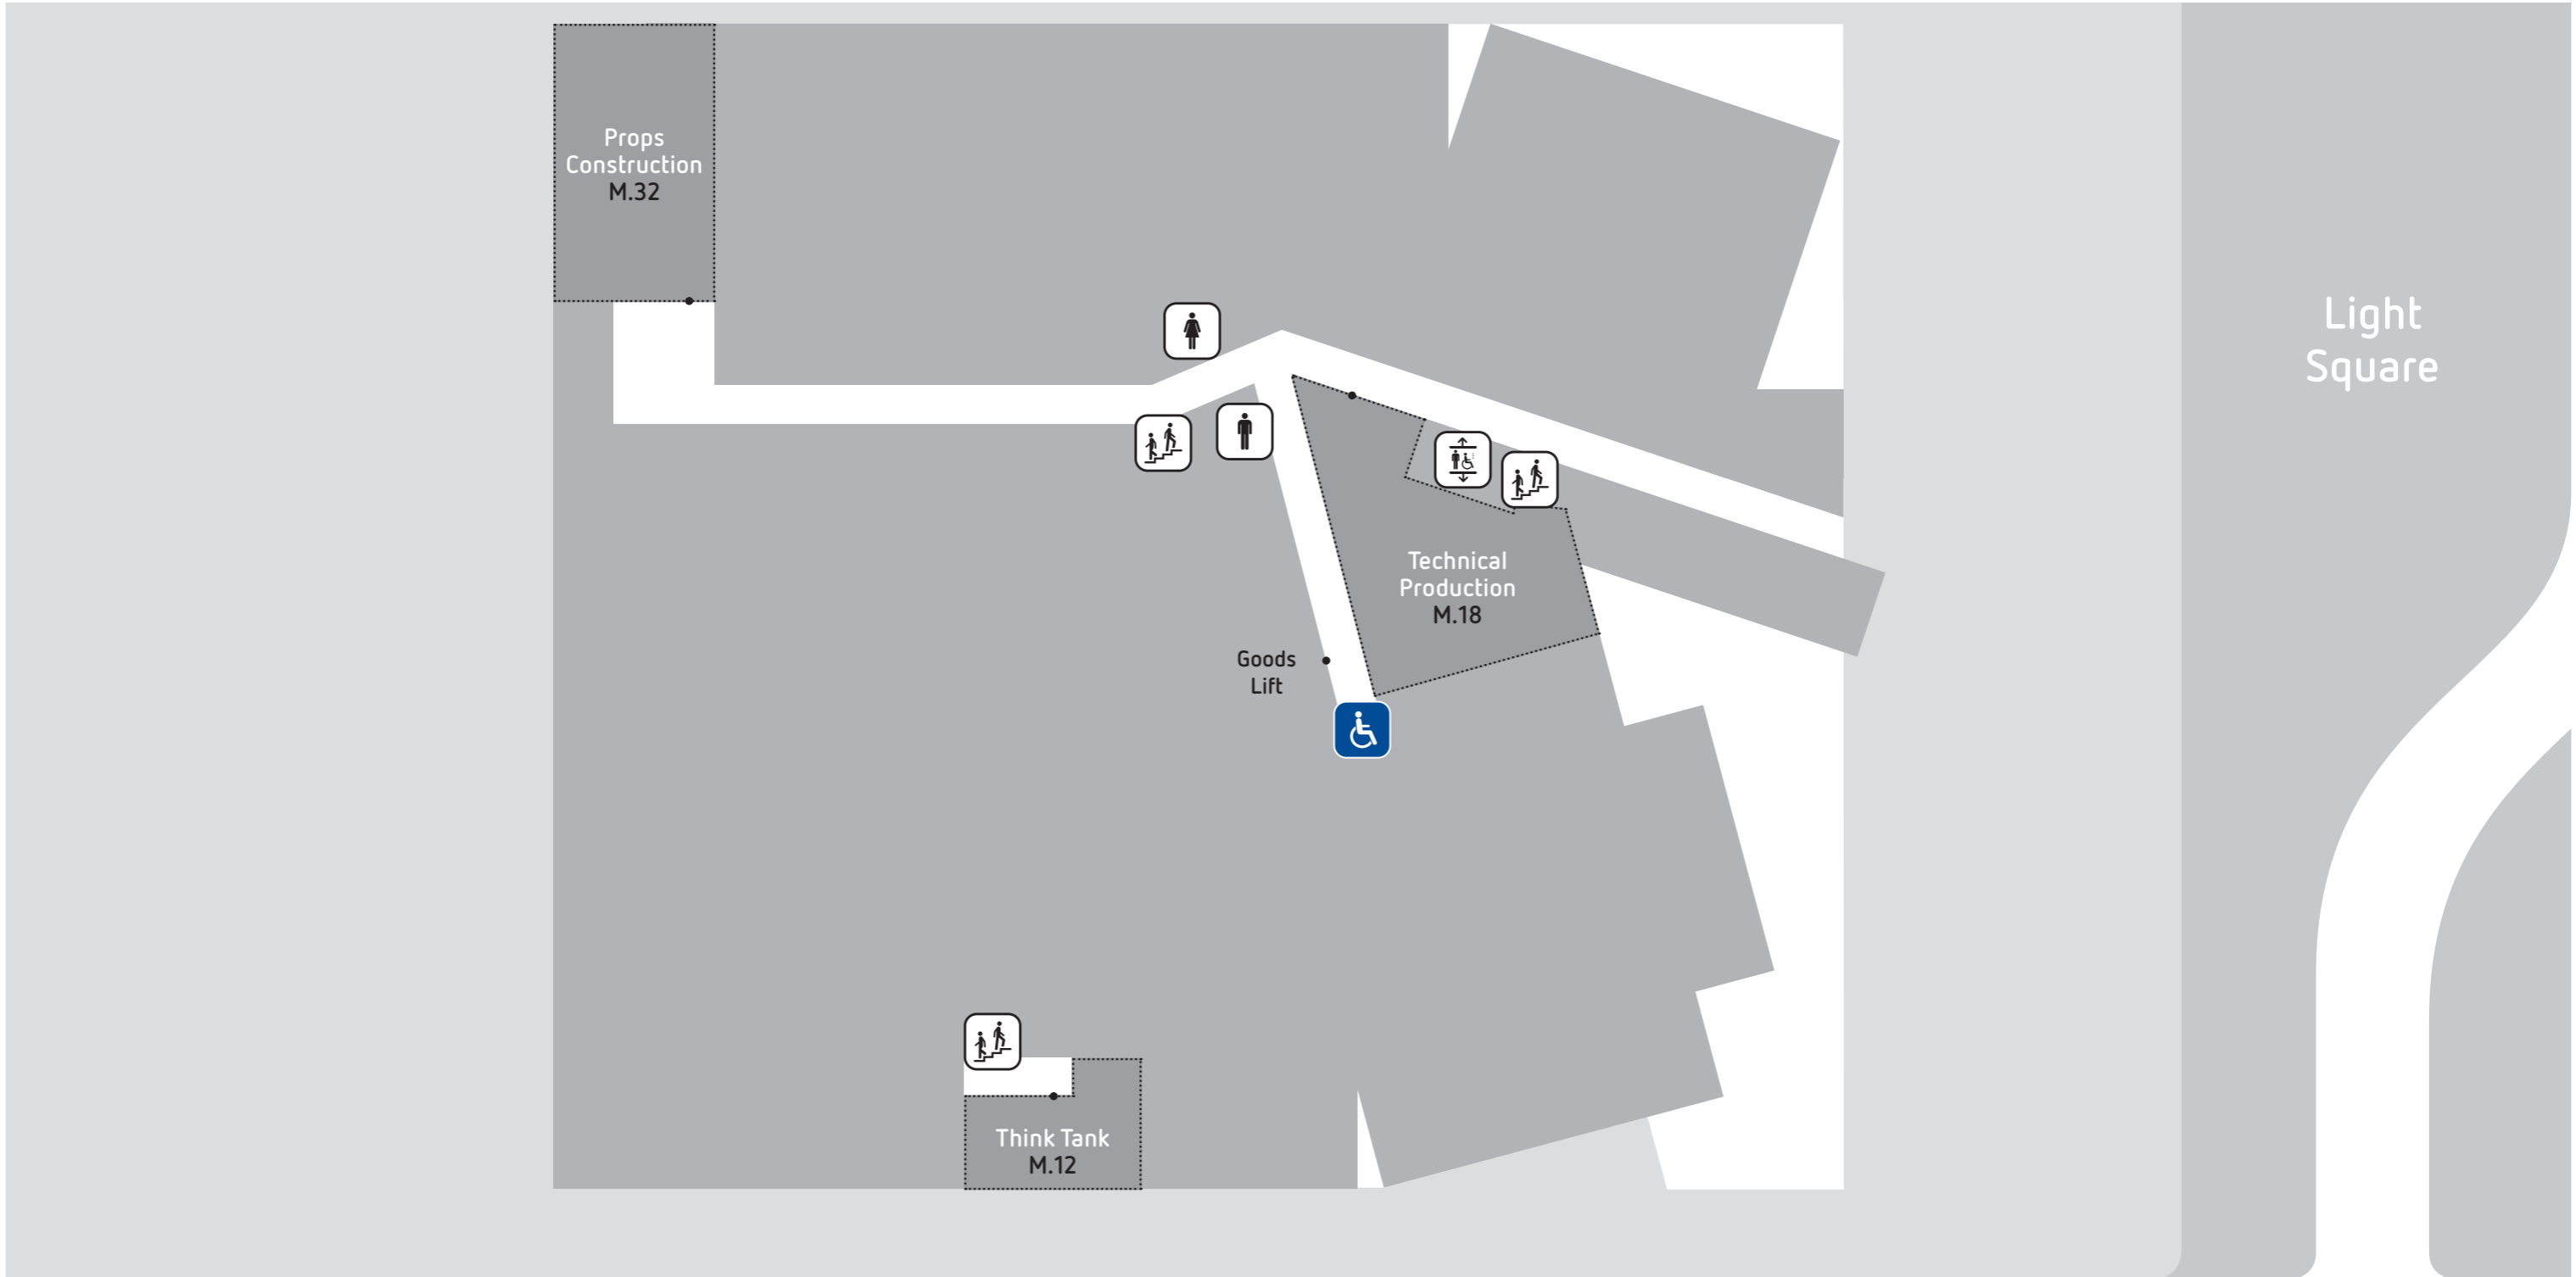 Props
Construction
M.32
Light
Square
Technical
Production
M.18
Goods
Lift
Think Tank
M.12